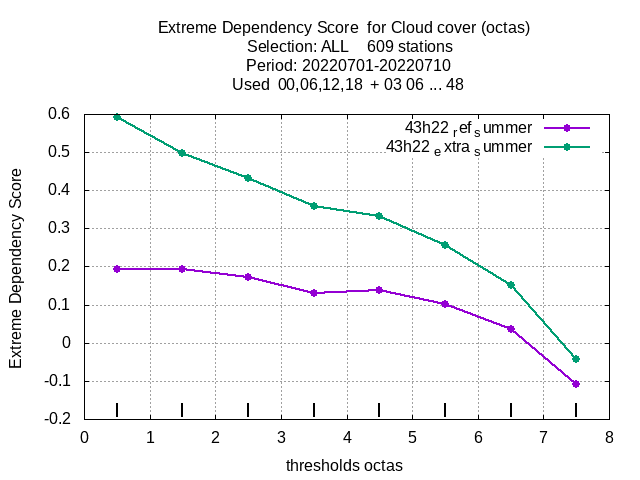 Extreme Dependency Score for Cloud cover (octas)
Selection: ALL 609 stations
Period: 20220701-20220710
Used 00,06,12,18 + 03 06 ... 48
43h22 ref summer
43h22 extra summer
Extreme Dependency Score
0.6
0.5
0.4
0.3
0.2
0.1
0
-0.1
-0.2
0 1 2 3 4 5 6 7 8
thresholds octas